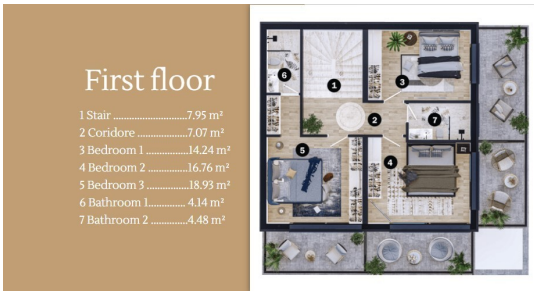 First floor
1 Stair ...........................7.95 m²
2 Coridore ..................7.07 m²
3 Bedroom 1 ...............14.24 m²
4 Bedroom 2 ..............16.76 m²
5 Bedroom 3 ..............18.93 m²
6 Bathroom 1.............. 4.14 m²
7 Bathroom 2 .............4.48 m²
6
1
3
2
7
5
4